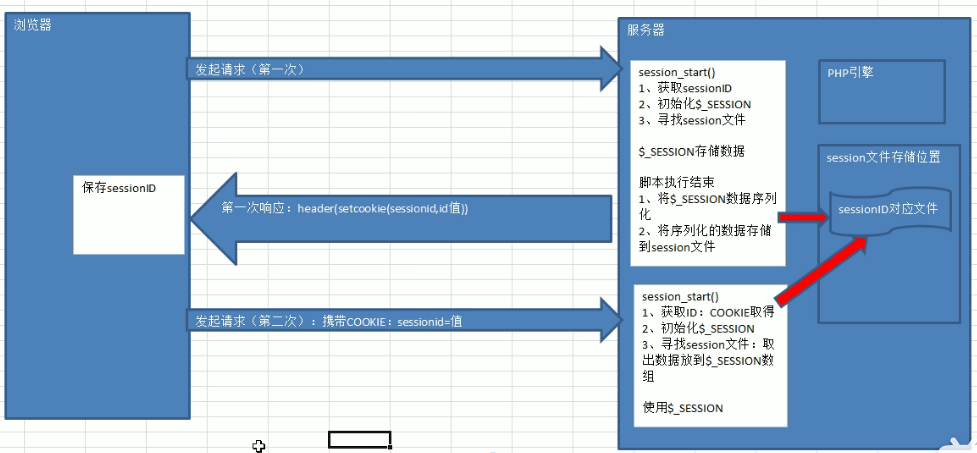 浏览器
服务器
发起请求（第一次）
session_start()
1、获取sessionID
2、初始化$_SESSION
3、寻找session文件
$_SESSION存储数据
脚本执行结束
1、将$_SESSION数据序列
化
2、将序列化的数据存储
到session文件
PHP引擎
session文件存储位置
sessionID对应文件
保存sessionID
第一次响应：header(setcookie(sessionid,id值))
发起请求（第二次）：携带COOKIE：sessionid=值
session_start()
1、获取ID：COOKIE取得
2、初始化$_SESSION
3、寻找session文件：取
出数据放到$_SESSION数
组
使用$_SESSION